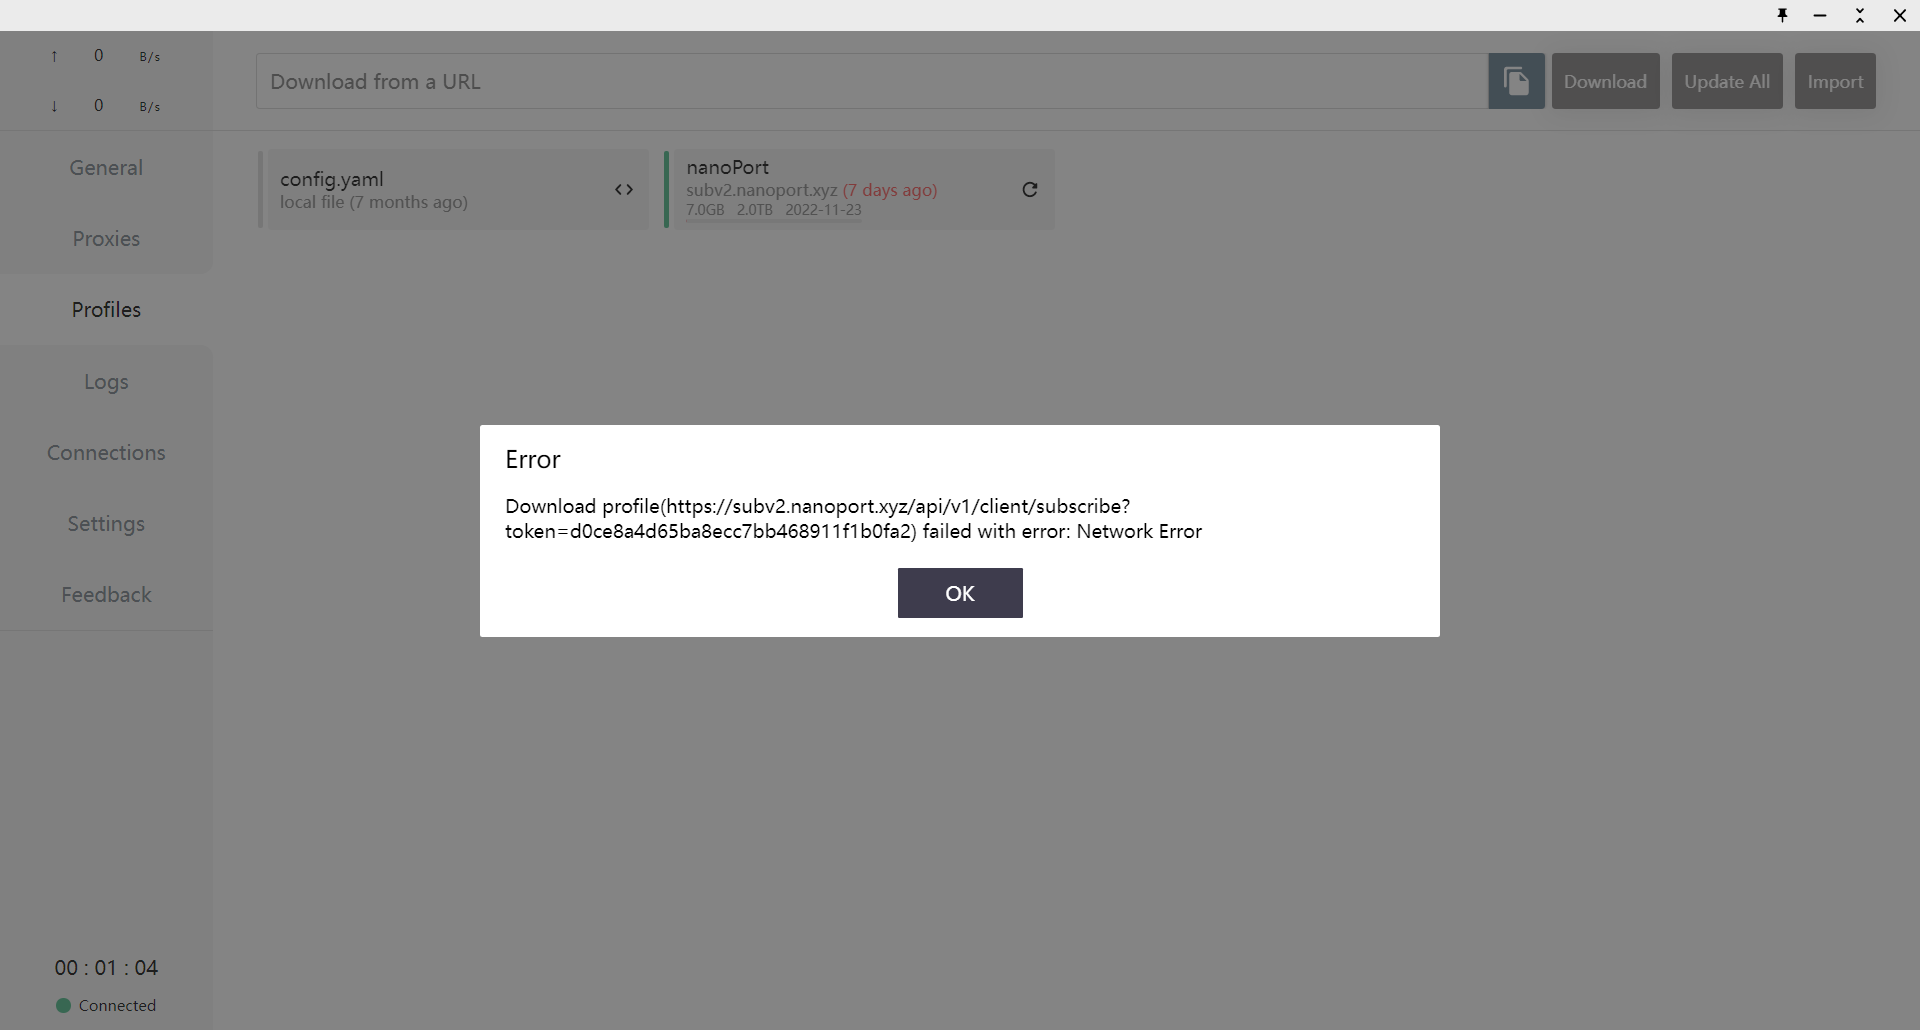 ↑ 0 B/s
↓ 0 B/s
General
Proxies
Profiles
Logs
Connections
Settings
Feedback
00 : 01 : 04
Connected
Download from a URL
Download
Update All
Import
config.yaml
local file (7 months ago)
nanoPort
subv2.nanoport.xyz (7 days ago)
7.0GB 2.0TB 2022-11-23
Error
Download profile(https://subv2.nanoport.xyz/api/v1/client/subscribe?
token=d0ce8a4d65ba8ecc7bb468911f1b0fa2) failed with error: Network Error
OK